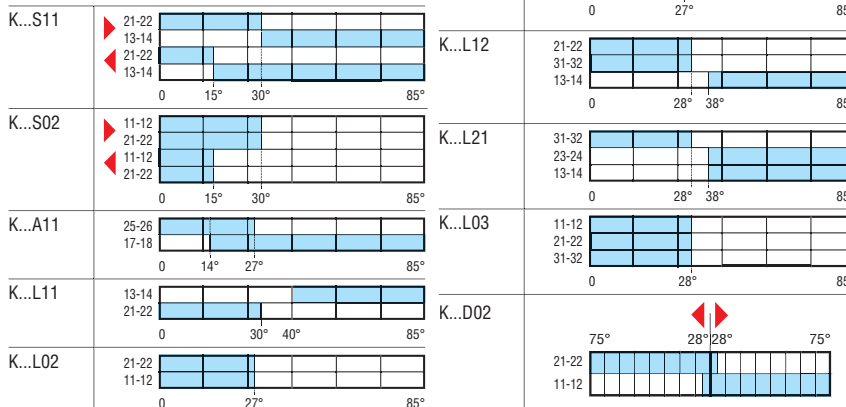 K...S11
21-22
13-14
21-22
13-14
0 15° 30° 85°
K...S02
11-12
21-22
11-12
21-22
0 15° 30° 85°
K...A11
25-26
17-18
0 14° 27° 85°
K...L11
13-14
21-22
0 30° 40° 85°
K...L02
21-22
11-12
0 27° 85°
0 27° 85
K...L12
21-22
31-32
13-14
0 28° 38° 85
K...L21
31-32
23-24
13-14
0 28° 38° 85
K...L03
11-12
21-22
31-32
0 28° 85
K...D02
75° 28° 28° 75°
21-22
11-12